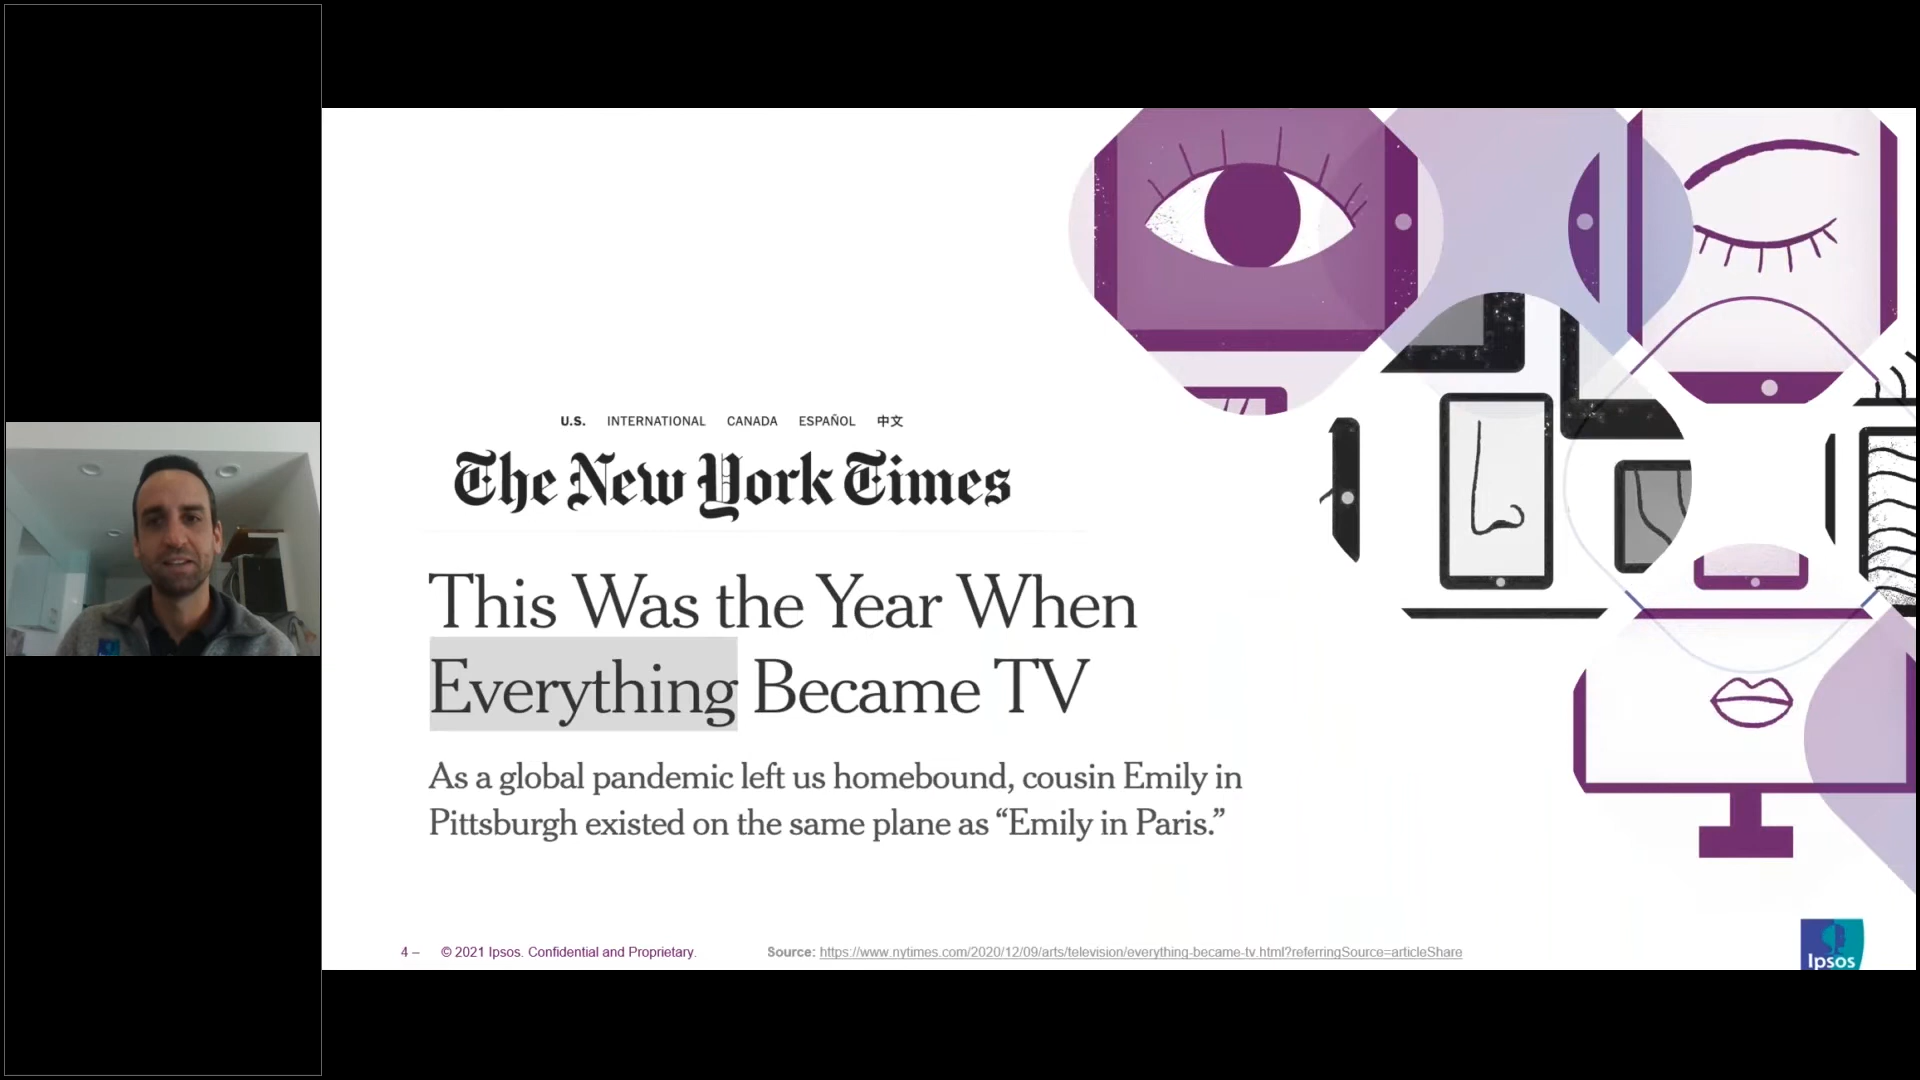 U.S. INTERNATIONAL CANADA ESPAÑOL 中文
The New York Times
This Was the Year When
Everything Became TV
As a global pandemic left us homebound, cousin Emily in
Pittsburgh existed on the same plane as “Emily in Paris.”
4 – © 2021 Ipsos. Confidential and Proprietary. Source: https://www.nytimes.com/2020/12/09/arts/television/everything-became-tv.html?referringSource=articleShare
Ipsos